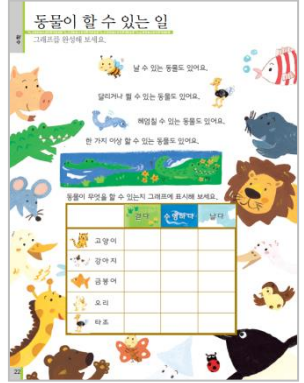 동물이 할 수 있는 일
그래프를 완성해 보세요.
수학
날 수 있는 동물도 있어요.
달리거나 뛸 수 있는 동물도 있어요.
헤엄칠 수 있는 동물도 있어요.
한 가지 이상 할 수 있는 동물도 있어요.
동물이 무엇을 할 수 있는지 그래프에 표시해 보세요.
걷다 수영하다 날다
고양이
강아지
금붕어
오리
타조
22